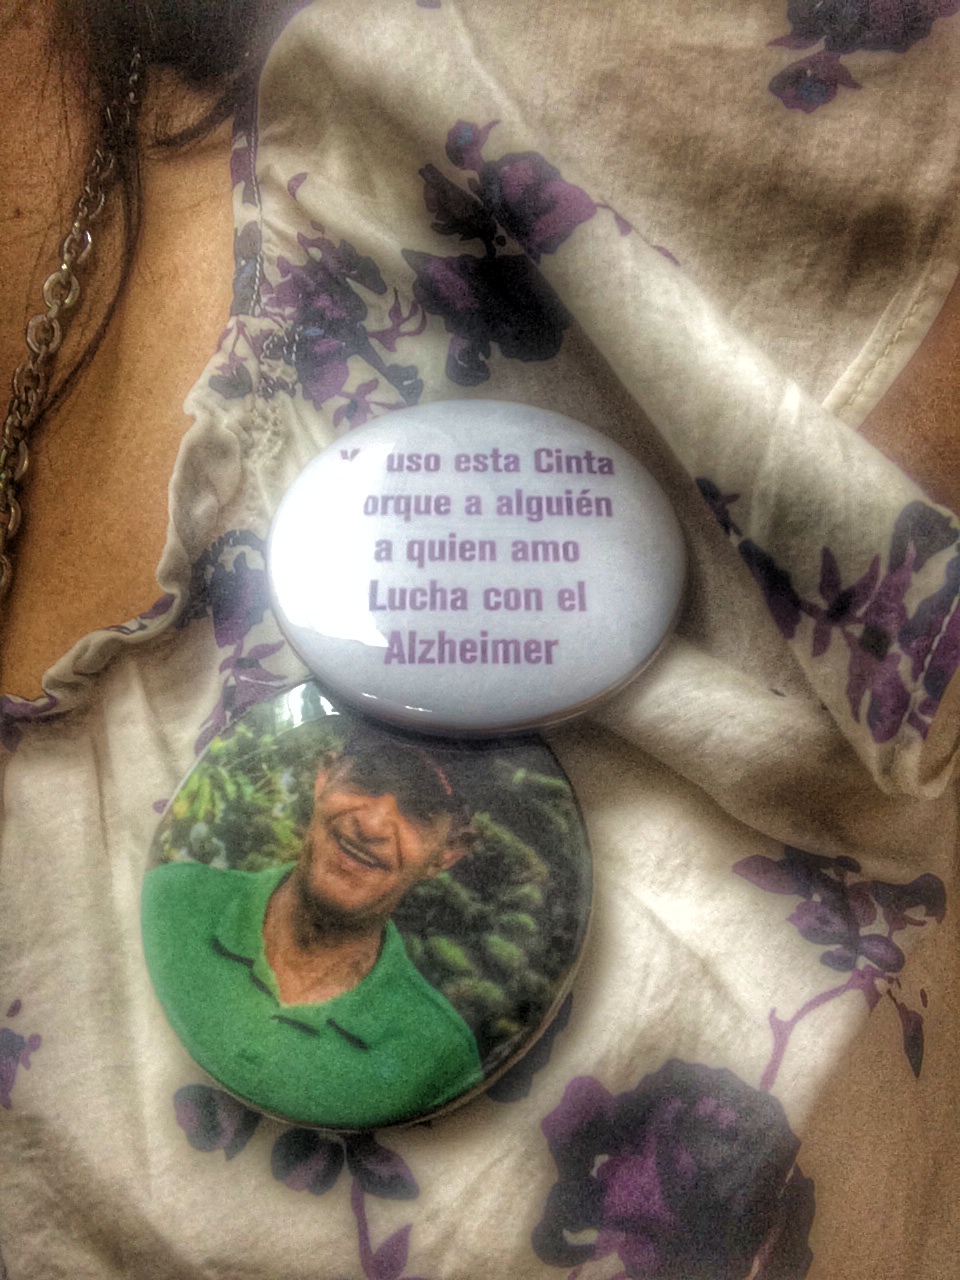 Y uso esta Cinta
orque a alguién
a quien amo
Lucha con el
Alzheimer